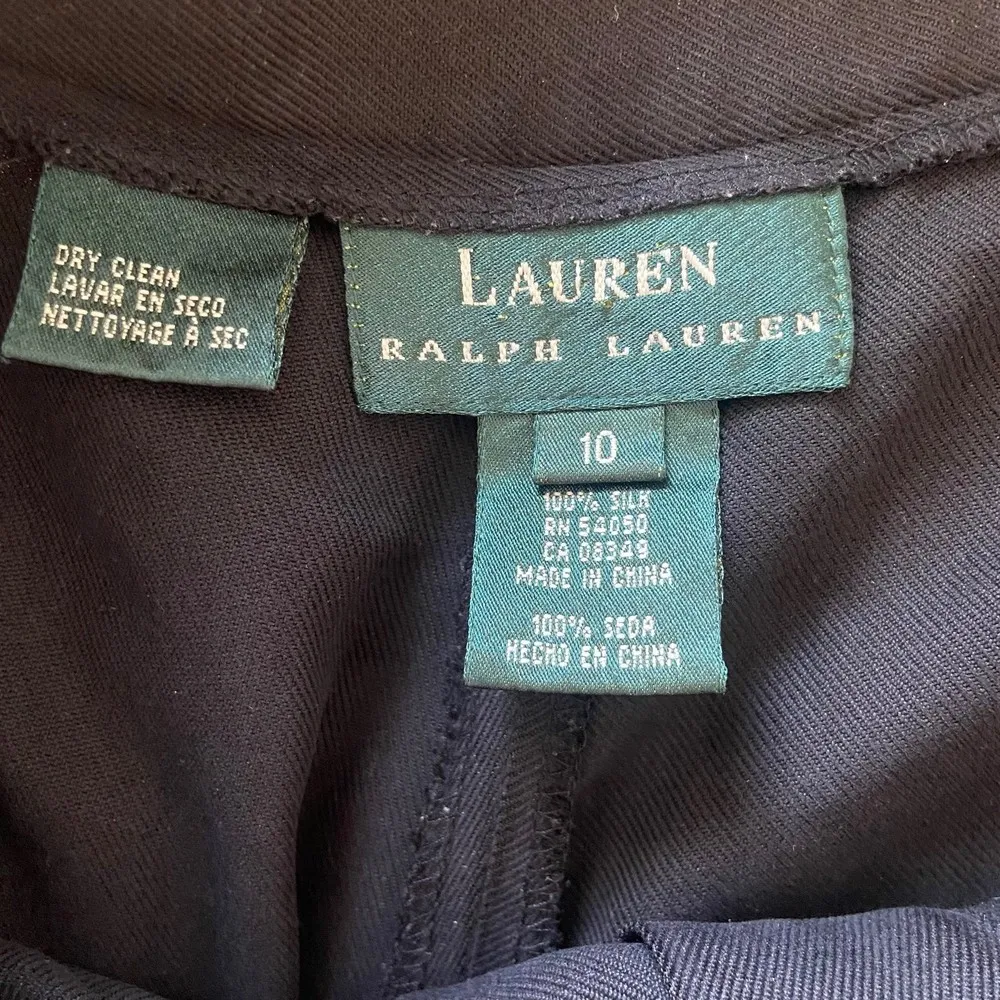 DRY CLEAN
LAVAR EN SECO
NETTOYAGE À SEC
LAUREN
RALPH LAUREN
10
100% SILK
RN 54050
CA 08349
MADE IN CHINA
100% SEDA
HECHO EN CHINA